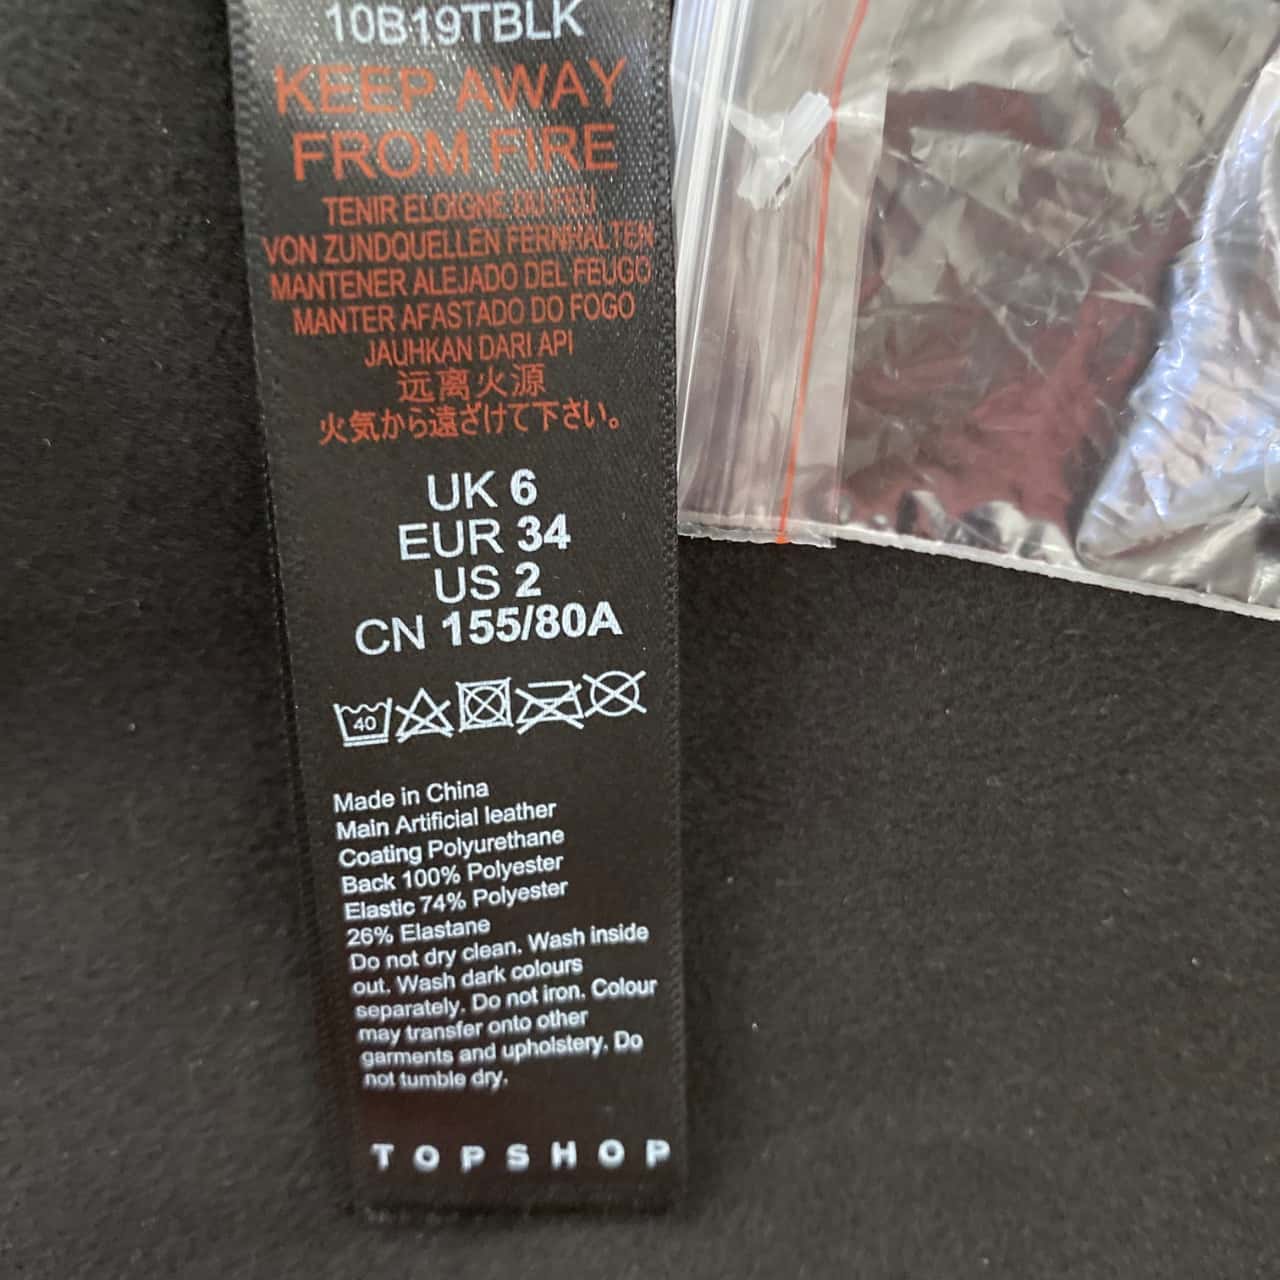 10B19TBLK
KEEP AWAY
FROM FIRE
TENIR ELOIGNE DU FEU
VON ZUNDQUELLEN FERNHALTEN
MANTENER ALEJADO DEL FEUGO
MANTER AFASTADO DO FOGO
JAUHKAN DARI API
远离火源
火気から遠ざけて下さい。
UK 6
EUR 34
US 2
CN 155/80A
40
Made in China
Main Artificial leather
Coating Polyurethane
Back 100% Polyester
Elastic 74% Polyester
26% Elastane
Do not dry clean. Wash inside
out. Wash dark colours
separately. Do not iron. Colour
may transfer onto other
garments and upholstery. Do
not tumble dry.
TOPSHOP